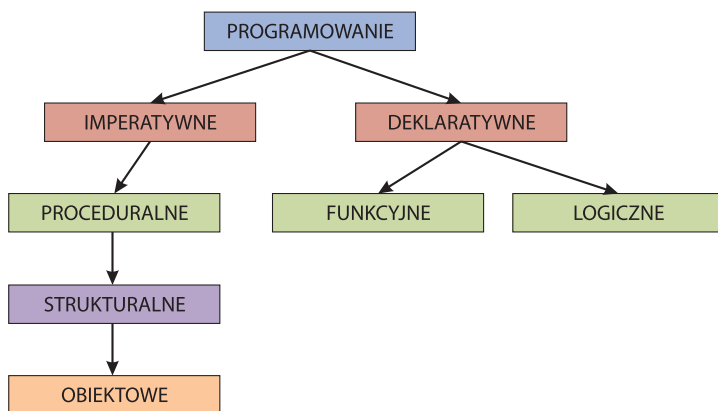 PROGRAMOWANIE
IMPERATYWNE
DEKLARATYWNE
PROCEDURALNE
FUNKCYJNE
LOGICZNE
STRUKTURALNE
OBIEKTOWE